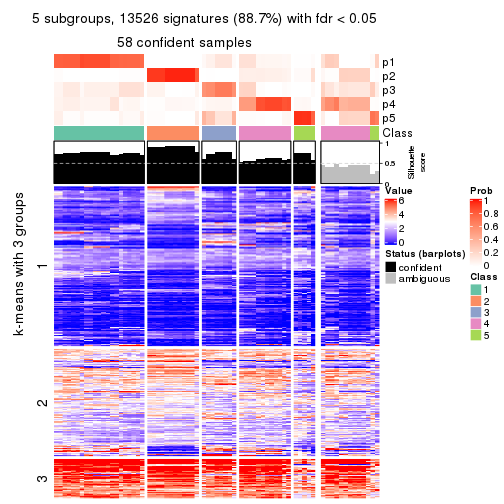 5 subgroups, 13526 signatures (88.7%) with fdr < 0.05
58 confident samples
p1
p2
p3
p4
p5
Class
1
0.5
0
Silhouette
score
k-means with 3 groups
1
2
3
Value
6
4
2
0
Status (barplots)
confident
ambiguous
Prob
1
0.8
0.6
0.4
0.2
0
Class
1
2
3
4
5